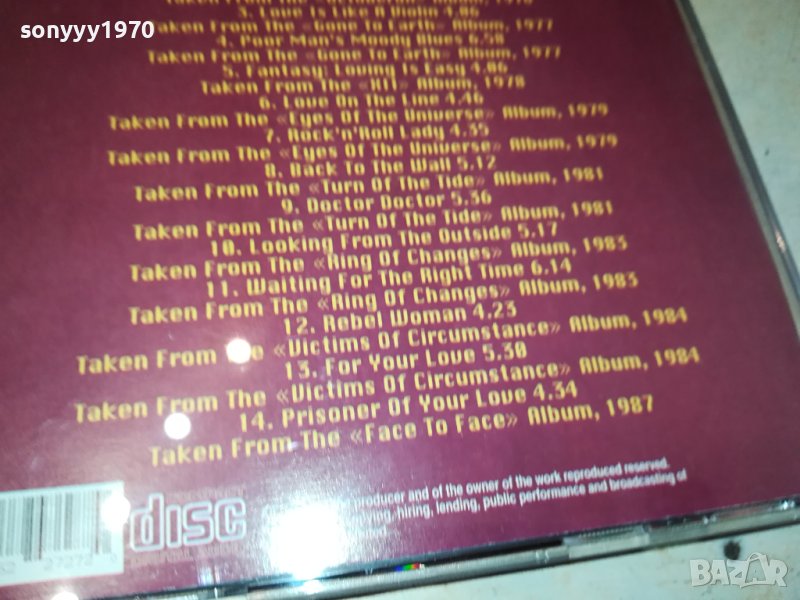 sonyyy1970
Taken From The «Octoberon» Album, 1976
3. Love Is Like A Violin 4.03
Taken From The «Gone To Earth» Album, 1977
4. Poor Man's Moody Blues 6.58
Taken From The «Gone To Earth» Album, 1977
5. Fantasy: Loving Is Easy 4.06
Taken From The «XII» Album, 1978
6. Love On The Line 4.40
Taken From The «Eyes Of The Universe» Album, 1979
7. Rock'n'Roll Lady 4.35
Taken From The «Eyes Of The Universe» Album, 1979
8. Back To The Wall 5.12
Taken From The «Turn Of The Tide» Album, 1981
9. Doctor Doctor 5.36
Taken From The «Turn Of The Tide» Album, 1981
10. Looking From The Outside 5.17
Taken From The «Ring Of Changes» Album, 1983
11. Waiting For The Right Time 6.14
Taken From The «Ring Of Changes» Album, 1983
12. Rebel Woman 4.23
Taken From The «Victims Of Circumstance» Album, 1984
13. For Your Love 5.30
Taken From The «Victims Of Circumstance» Album, 1984
14. Prisoner Of Your Love 4.34
Taken From The «Face To Face» Album, 1987
producer and of the owner of the work reproduced reserved.
hiring, lending, public performance and broadcasting of
disc
BAZAR